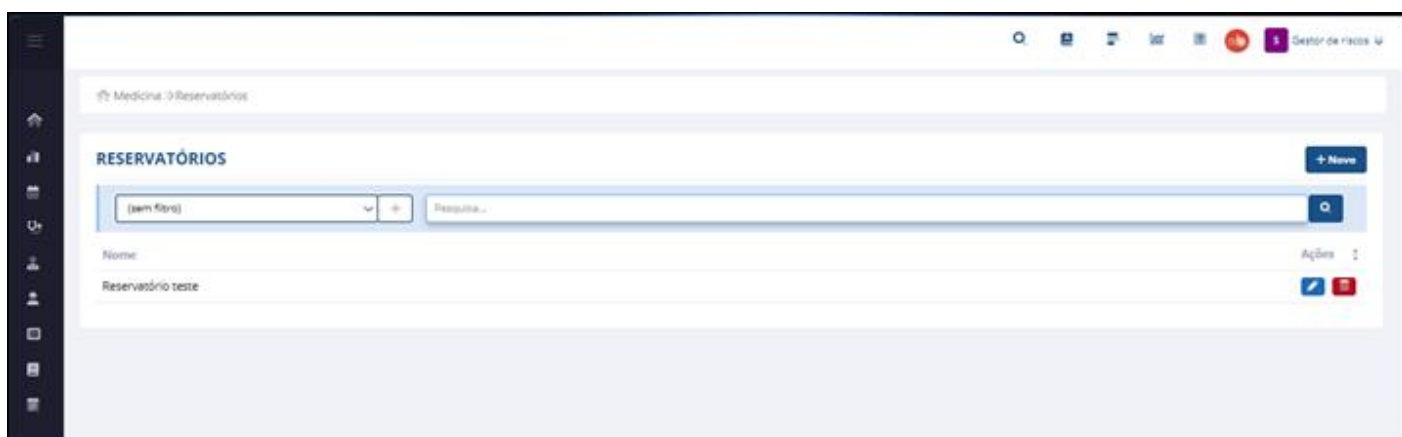 Gestor de riscos
Medicina > Reservatórios
RESERVATÓRIOS
+ Novo
(sem filtro)
+
Pesquisa...
Nome
Ações
Reservatório teste